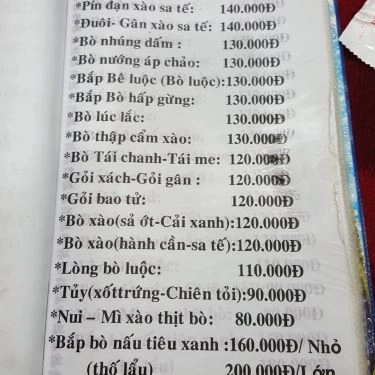 *Pín dạn xào sa tế: 140.000Đ
*Đuôi- Gân xào sa tế: 140.000Đ
*Bò nhúng dấm : 130.000Đ
*Bò nướng áp chảo: 130.000Đ
*Bắp Bê luộc (Bò luộc):130.000Đ
*Bắp Bò hấp gừng: 130.000Đ
*Bò lúc lắc: 130.000Đ
*Bò thập cẩm xào: 130.000Đ
*Bò Tái chanh-Tái me: 120.000Đ
*Gỏi xách-Gỏi gân : 120.000Đ
*Gỏi bao tử: 120.000Đ
*Bò xào(sả ớt-Cải xanh):120.000Đ
*Bò xào(hành cần-sa tế):120.000Đ
*Lòng bò luộc: 110.000Đ
*Tủy(xốttrứng-Chiên tỏi):90.000Đ
*Nui – Mì xào thịt bò: 80.000Đ
*Bắp bò nấu tiêu xanh :160.000Đ/ Nhỏ
(thố lẩu) 200.000Đ/Lớn